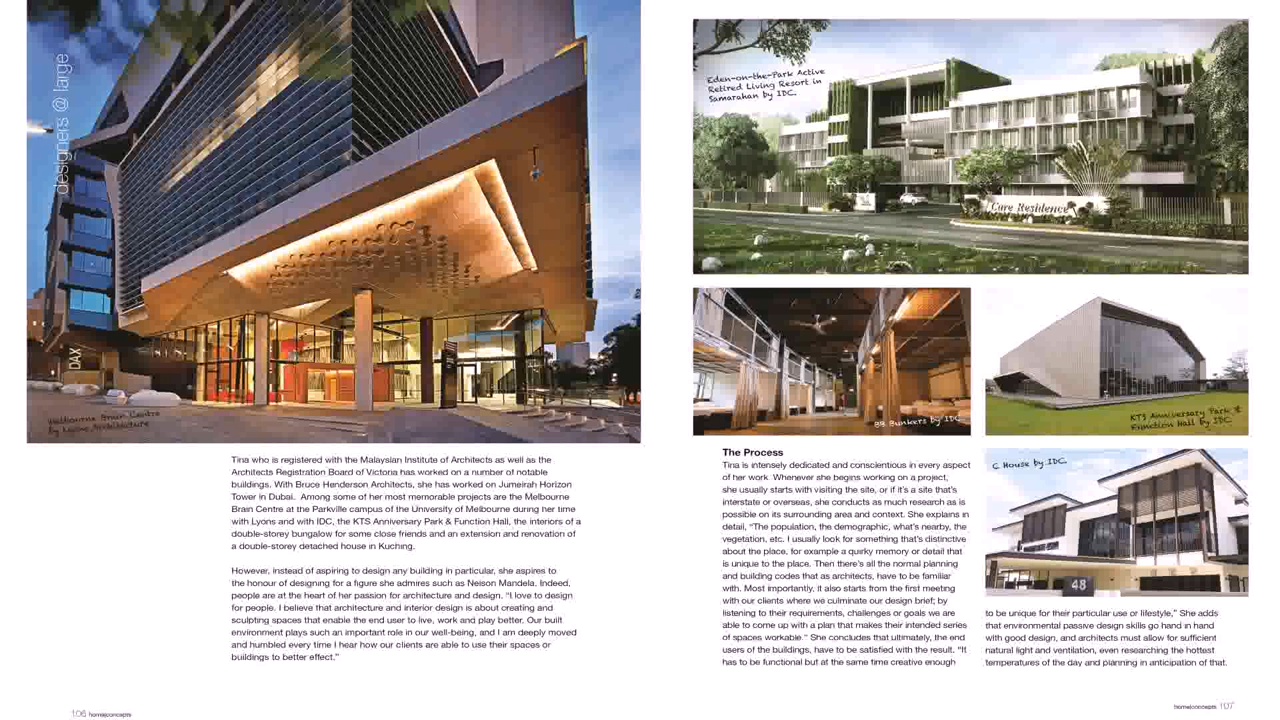 designers @ large
DAX
Melbourne Brain Centre
by Lyons Architecture
Tina who is registered with the Malaysian Institute of Architects as well as the
Architects Registration Board of Victoria has worked on a number of notable
buildings. With Bruce Henderson Architects, she has worked on Jumeirah Horizon
Tower in Dubai.  Among some of her most memorable projects are the Melbourne
Brain Centre at the Parkville campus of the University of Melbourne during her time
with Lyons and with IDC, the KTS Anniversary Park & Function Hall, the interiors of a
double-storey bungalow for some close friends and an extension and renovation of
a double-storey detached house in Kuching.
However, instead of aspiring to design any building in particular, she aspires to
the honour of designing for a figure she admires such as Nelson Mandela. Indeed,
people are at the heart of her passion for architecture and design. “I love to design
for people. I believe that architecture and interior design is about creating and
sculpting spaces that enable the end user to live, work and play better. Our built
environment plays such an important role in our well-being, and I am deeply moved
and humbled every time I hear how our clients are able to use their spaces or
buildings to better effect.”
106 home|concepts
Eden-on-the-Park Active
Retired Living Resort in
Samarahan by IDC.
Care Residence
BB Bunkers by IDC.
KTS Anniversary Park &
Function Hall by IDC.
The Process
Tina is intensely dedicated and conscientious in every aspect
of her work. Whenever she begins working on a project,
she usually starts with visiting the site, or if it’s a site that’s
interstate or overseas, she conducts as much research as is
possible on its surrounding area and context. She explains in
detail, “The population, the demographic, what’s nearby, the
vegetation, etc. I usually look for something that’s distinctive
about the place, for example a quirky memory or detail that
is unique to the place. Then there’s all the normal planning
and building codes that as architects, have to be familiar
with. Most importantly, it also starts from the first meeting
with our clients where we culminate our design brief; by
listening to their requirements, challenges or goals we are
able to come up with a plan that makes their intended series
of spaces workable.” She concludes that ultimately, the end
users of the buildings, have to be satisfied with the result. “It
has to be functional but at the same time creative enough
C House by IDC
48
to be unique for their particular use or lifestyle,” She adds
that environmental passive design skills go hand in hand
with good design, and architects must allow for sufficient
natural light and ventilation, even researching the hottest
temperatures of the day and planning in anticipation of that.
home|concepts 107